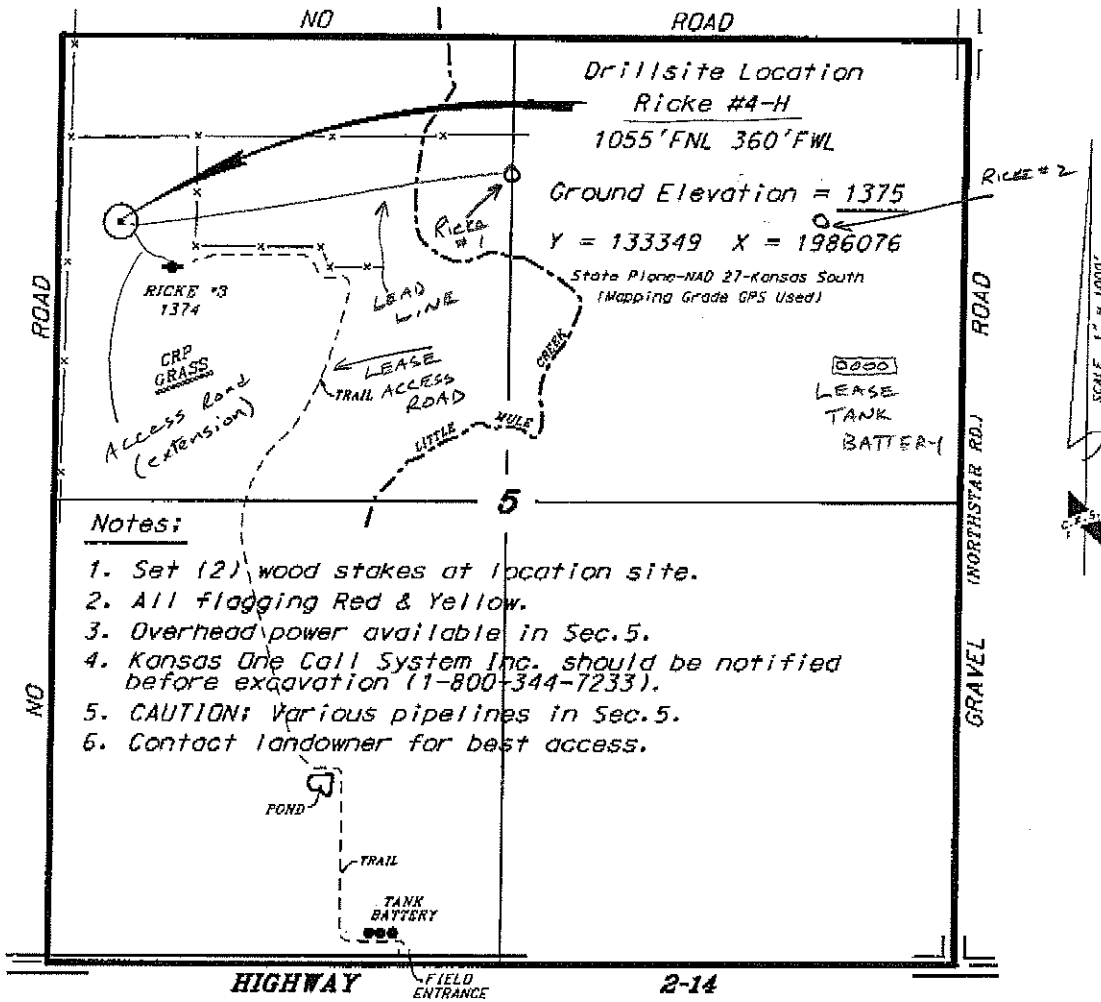 NO ROAD
Drillsite Location
Ricke #4-H
1055'FNL 360'FWL
Ground Elevation = 1375
RICKE #2
Y = 133349 X = 1986076
State Plane-NAD 27-Kansas South
(Mapping Grade GPS Used)
Ricke
#1
RICKE #3
1374
LEAD
LINE
ROAD
ROAD
SCALE 1" = 1000'
CRP
GRASS
Access Road
(extension)
LEASE
ACCESS
ROAD
TRAIL
CREEK
LITTLE MULE
LEASE
TANK
BATTERY
(NORTHSTAR RD.)
5
Notes:
1. Set (2) wood stakes at location site.
2. All flagging Red & Yellow.
3. Overhead power available in Sec.5.
4. Kansas One Call System Inc. should be notified
before excavation (1-800-344-7233).
5. CAUTION: Various pipelines in Sec.5.
6. Contact landowner for best access.
NO
GRAVEL
POND
TRAIL
TANK
BATTERY
HIGHWAY 2-14
FIELD
ENTRANCE